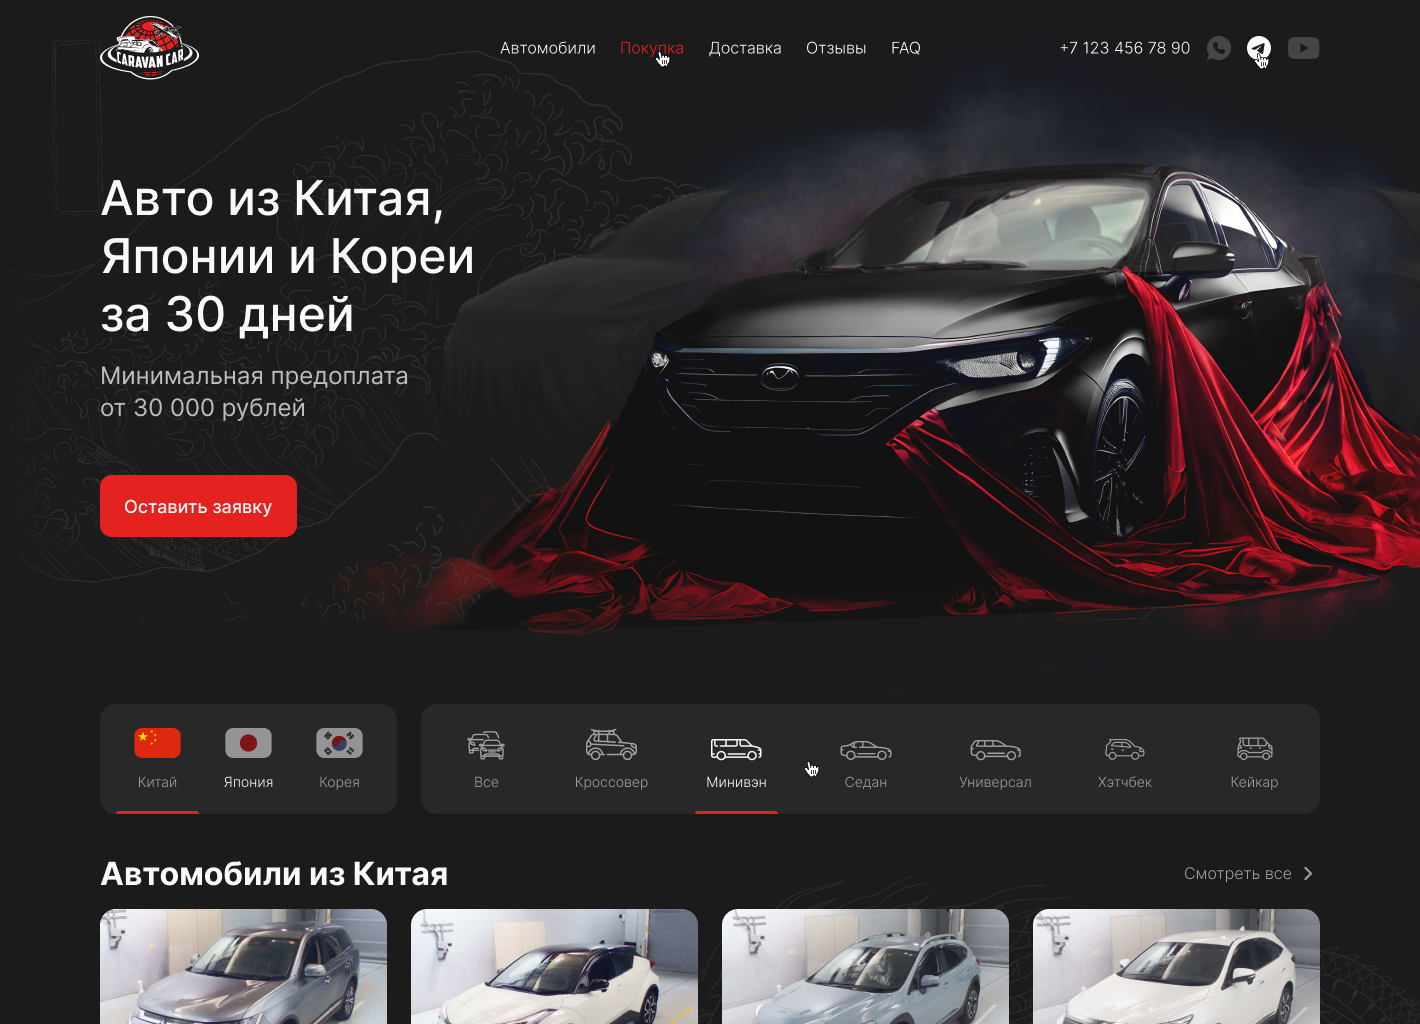 CARAVAN CAR
Автомобили Покупка Доставка Отзывы FAQ
+7 123 456 78 90
Авто из Китая,
Японии и Кореи
за 30 дней
Минимальная предоплата
от 30 000 рублей
Оставить заявку
Китай Япония Корея
Все Кроссовер Минивэн Седан Универсал Хэтчбек Кейкар
Автомобили из Китая
Смотреть все